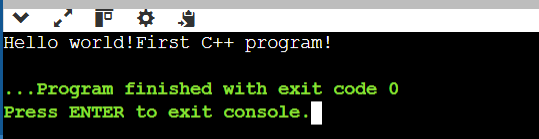 Hello world!First C++ program!
...Program finished with exit code 0
Press ENTER to exit console.